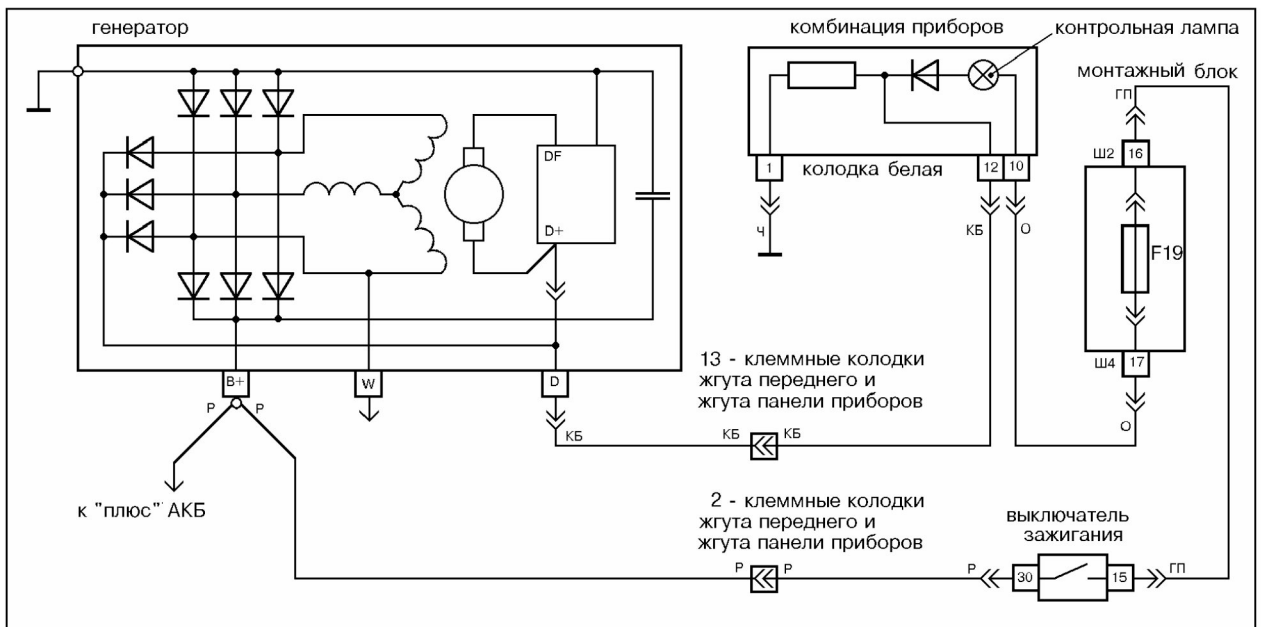 генератор
комбинация приборов
контрольная лампа
монтажный блок
ГП
DF
D+
1
колодка белая
12
10
Ш2
16
Ч
КБ
О
F19
Ш4
17
О
B+
W
D
Р
Р
13 - клеммные колодки
жгута переднего и
жгута панели приборов
КБ
КБ
КБ
к "плюс" АКБ
2 - клеммные колодки
жгута переднего и
жгута панели приборов
выключатель
зажигания
Р
Р
Р
30
15
ГП